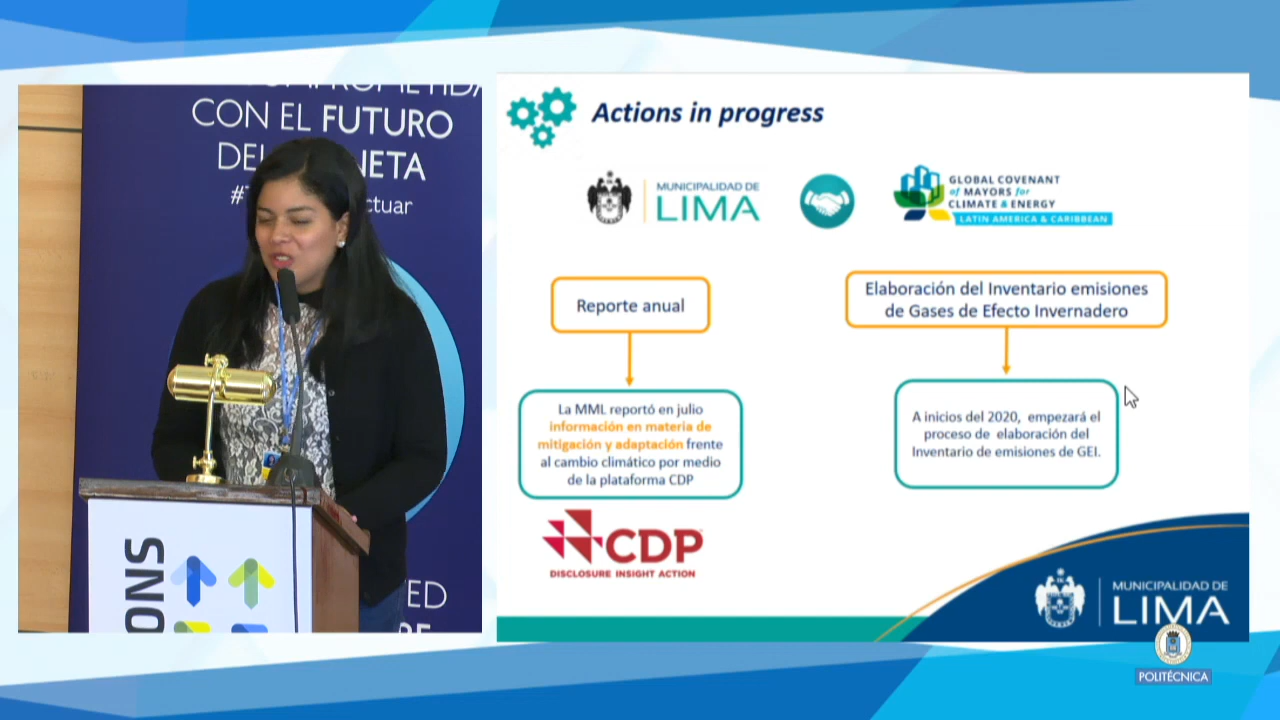 CON EL FUTURO
DEL
NETA
#T
ctuar
ED
ONS
Actions in progress
MUNICIPALIDAD DE
LIMA
GLOBAL COVENANT
of MAYORS for
CLIMATE & ENERGY
LATIN AMERICA & CARIBBEAN
Reporte anual
Elaboración del Inventario emisiones
de Gases de Efecto Invernadero
La MML reportó en julio
información en materia de
mitigación y adaptación frente
al cambio climático por medio
de la plataforma CDP
A inicios del 2020, empezará el
proceso de elaboración del
Inventario de emisiones de GEI.
CDP
DISCLOSURE INSIGHT ACTION
MUNICIPALIDAD DE
LIMA
POLITÉCNICA